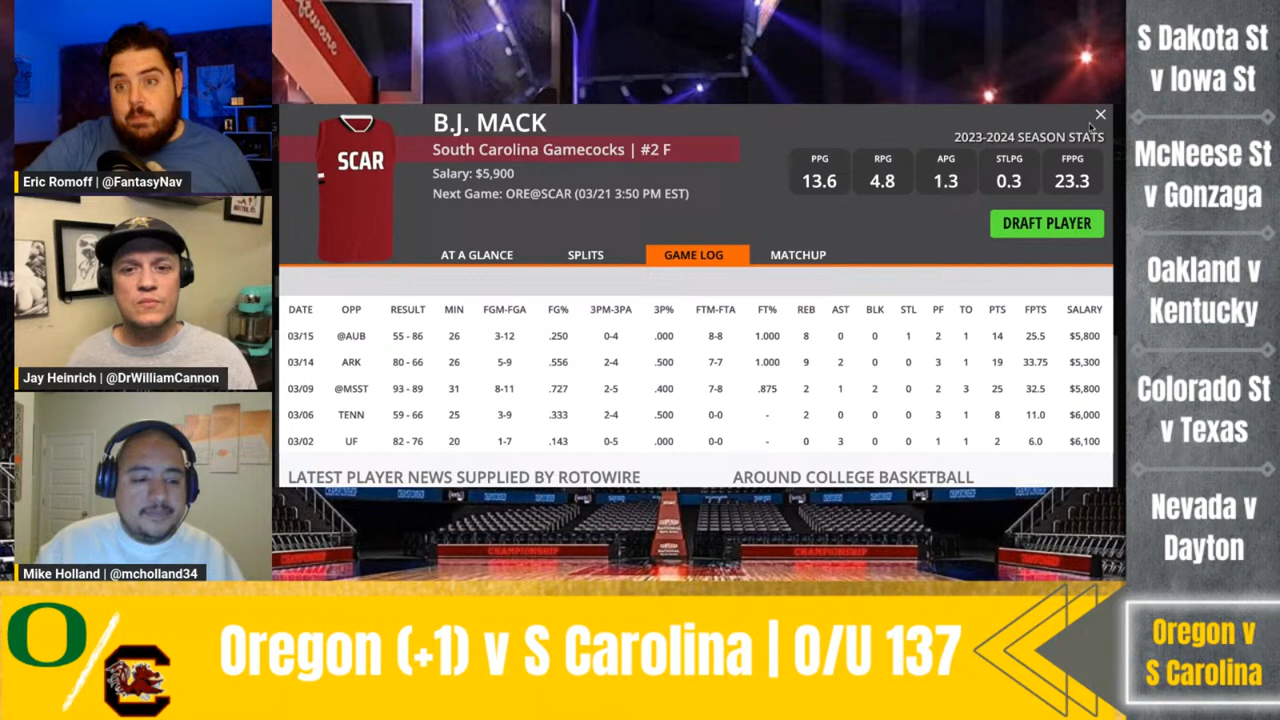 Eric Romoff | @FantasyNav
Jay Heinrich | @DrWilliamCannon
Mike Holland | @mcholland34
SCAR
B.J. MACK
South Carolina Gamecocks | #2 F
Salary: $5,900
Next Game: ORE@SCAR (03/21 3:50 PM EST)
2023-2024 SEASON STATS
PPG RPG APG STLPG FPPG
13.6 4.8 1.3 0.3 23.3
DRAFT PLAYER
AT A GLANCE SPLITS GAME LOG MATCHUP
DATE OPP RESULT MIN FGM-FGA FG% 3PM-3PA 3P% FTM-FTA FT% REB AST BLK STL PF TO PTS FPTS SALARY
03/15 @AUB 55 - 86 26 3-12 .250 0-4 .000 8-8 1.000 8 0 0 1 2 1 14 25.5 $5,800
03/14 ARK 80 - 66 26 5-9 .556 2-4 .500 7-7 1.000 9 2 0 0 3 1 19 33.75 $5,300
03/09 @MSST 93 - 89 31 8-11 .727 2-5 .400 7-8 .875 2 1 2 0 2 3 25 32.5 $5,800
03/06 TENN 59 - 66 25 3-9 .333 2-4 .500 0-0 - 2 0 0 0 3 1 8 11.0 $6,000
03/02 UF 82 - 76 20 1-7 .143 0-5 .000 0-0 - 0 3 0 0 1 1 2 6.0 $6,100
LATEST PLAYER NEWS SUPPLIED BY ROTOWIRE AROUND COLLEGE BASKETBALL
CHAMPIONSHIP
CHAMPIONSHIP
O
C
Oregon (+1) v S Carolina | O/U 137
S Dakota St
v Iowa St
McNeese St
v Gonzaga
Oakland v
Kentucky
Colorado St
v Texas
Nevada v
Dayton
Oregon v
S Carolina